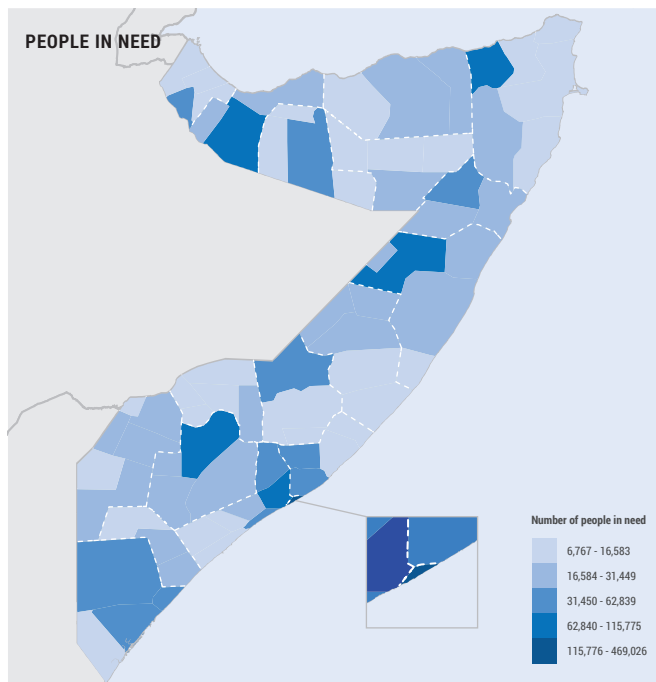 PEOPLE IN NEED
Number of people in need
6,767 - 16,583
16,584 - 31,449
31,450 - 62,839
62,840 - 115,775
115,776 - 469,026